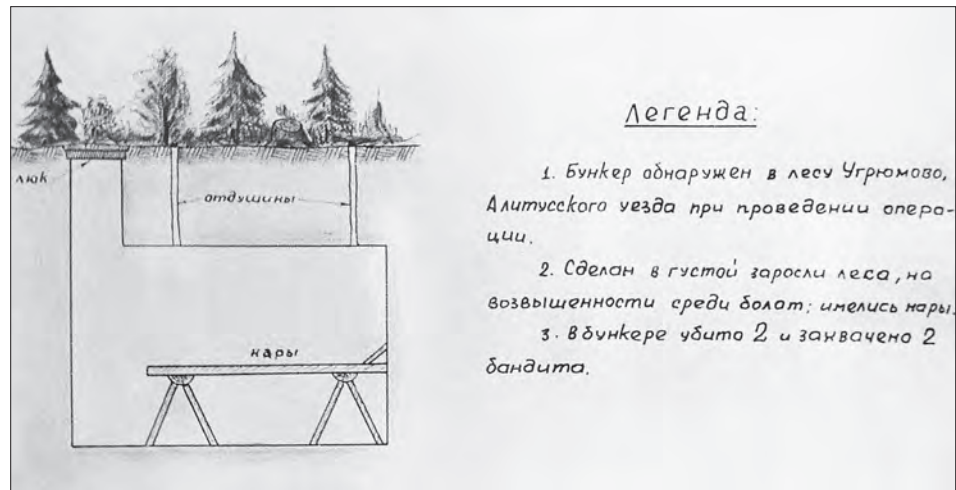 люк
отдушины
нары
Легенда:
1. Бункер обнаружен в лесу Угрюмово,
Алитусского уезда при проведении опера-
ции.
2. Сделан в густой заросли леса, на
возвышенности среди болот; имелись нары.
3. В бункере убито 2 и захвачено 2
бандита.